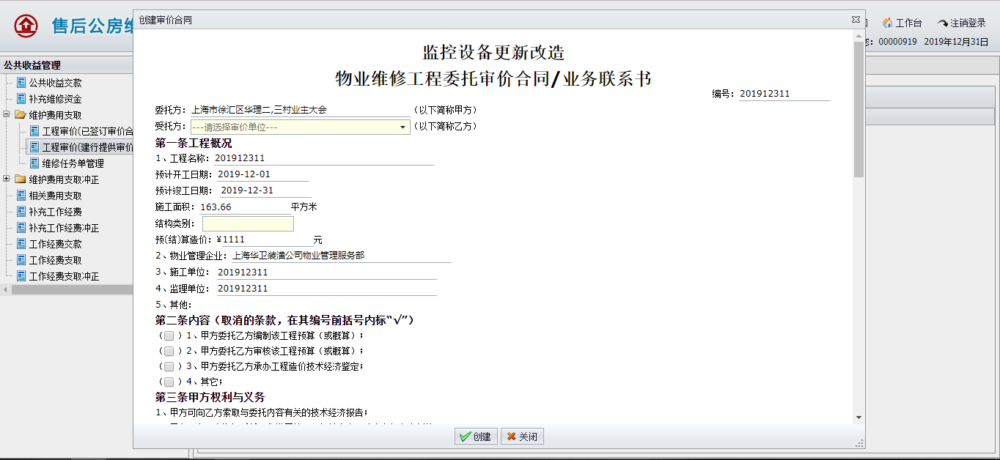 售后公房维
工作台
注销登录
00000919 2019年12月31日
公共收益管理
公共收益交款
补充维修资金
维护费用支取
工程审价(已签订审价合
工程审价(建行提供审价
维修任务单管理
维护费用支取冲正
相关费用支取
补充工作经费
补充工作经费冲正
工作经费交款
工作经费支取
工作经费支取冲正
创建审价合同
监控设备更新改造
物业维修工程委托审价合同/业务联系书
编号： 201912311
委托方： 上海市徐汇区华理二,三村业主大会 （以下简称甲方）
受托方： ---请选择审价单位--- （以下简称乙方）
第一条工程概况
1、工程名称： 201912311
预计开工日期： 2019-12-01
预计竣工日期： 2019-12-31
施工面积： 163.66 平方米
结构类别：
预(结)算造价：￥1111 元
2、物业管理企业： 上海华卫装潢公司物业管理服务部
3、施工单位： 201912311
4、监理单位： 201912311
5、其他：
第二条内容（取消的条款，在其编号前括号内标“√”）
（ ）1、甲方委托乙方编制该工程预算（或概算）；
（ ）2、甲方委托乙方审核该工程预算（或概算）；
（ ）3、甲方委托乙方承办工程造价技术经济鉴定；
（ ）4、其它；
第三条甲方权利与义务
1、甲方可向乙方索取与委托内容有关的技术经济报告；
创建
关闭